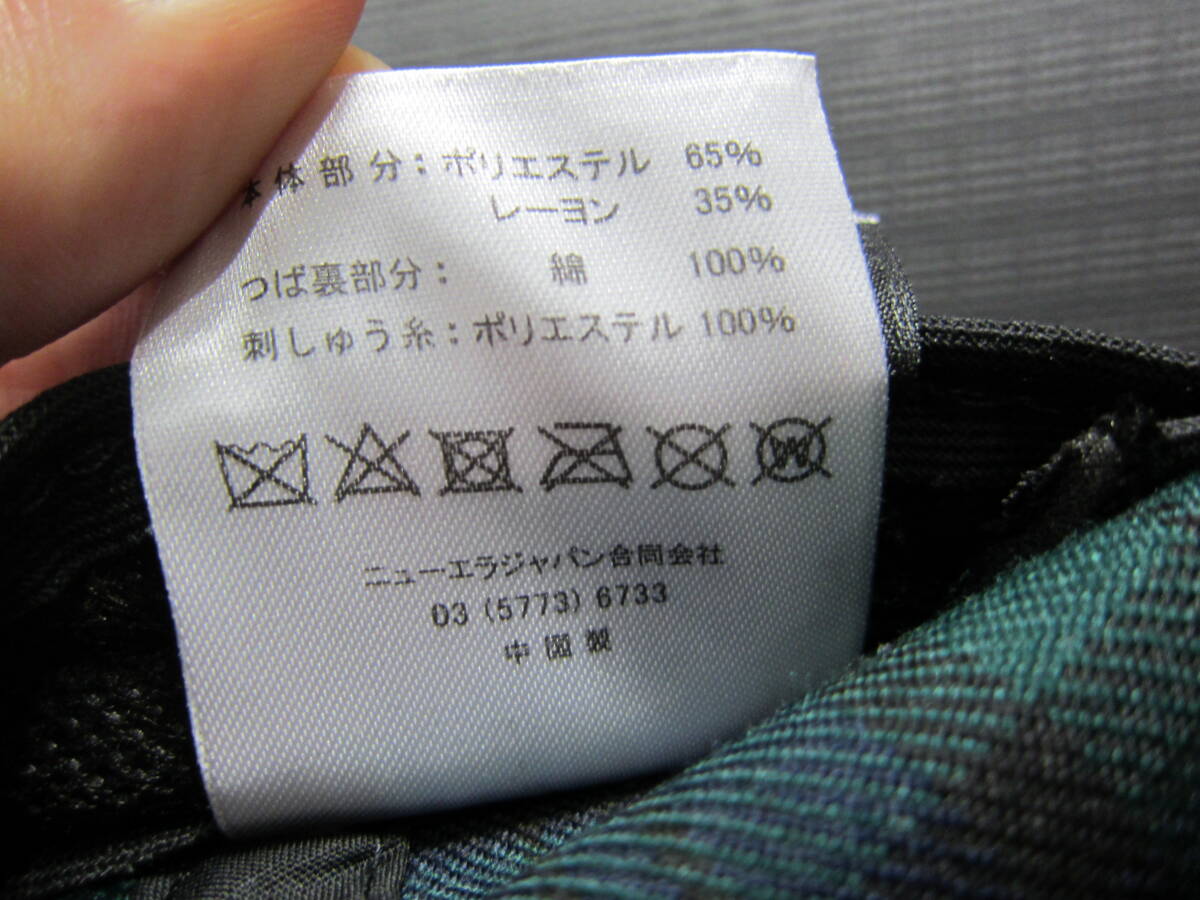 本体部分：ポリエステル 65%
レーヨン 35%
つば裏部分： 綿 100%
刺しゅう糸：ポリエステル 100%
W
ニューエラジャパン合同会社
03 (5773) 6733
中国製